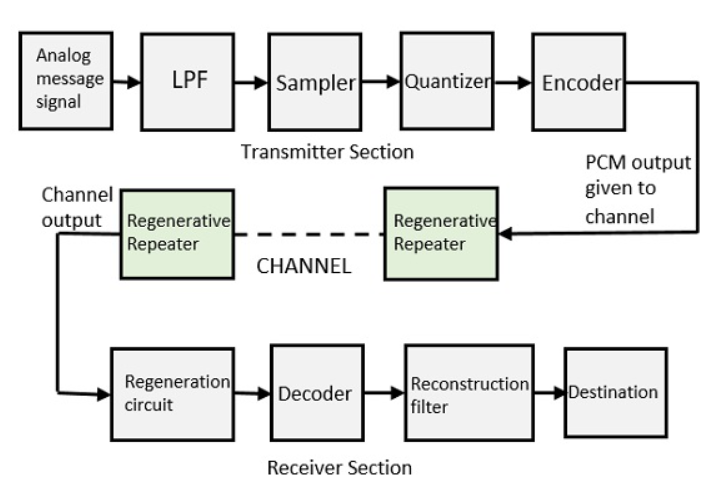 Analog
message
signal
LPF
Sampler
Quantizer
Encoder
Transmitter Section
PCM output
given to
channel
Channel
output
Regenerative
Repeater
CHANNEL
Regenerative
Repeater
Regeneration
circuit
Decoder
Reconstruction
filter
Destination
Receiver Section